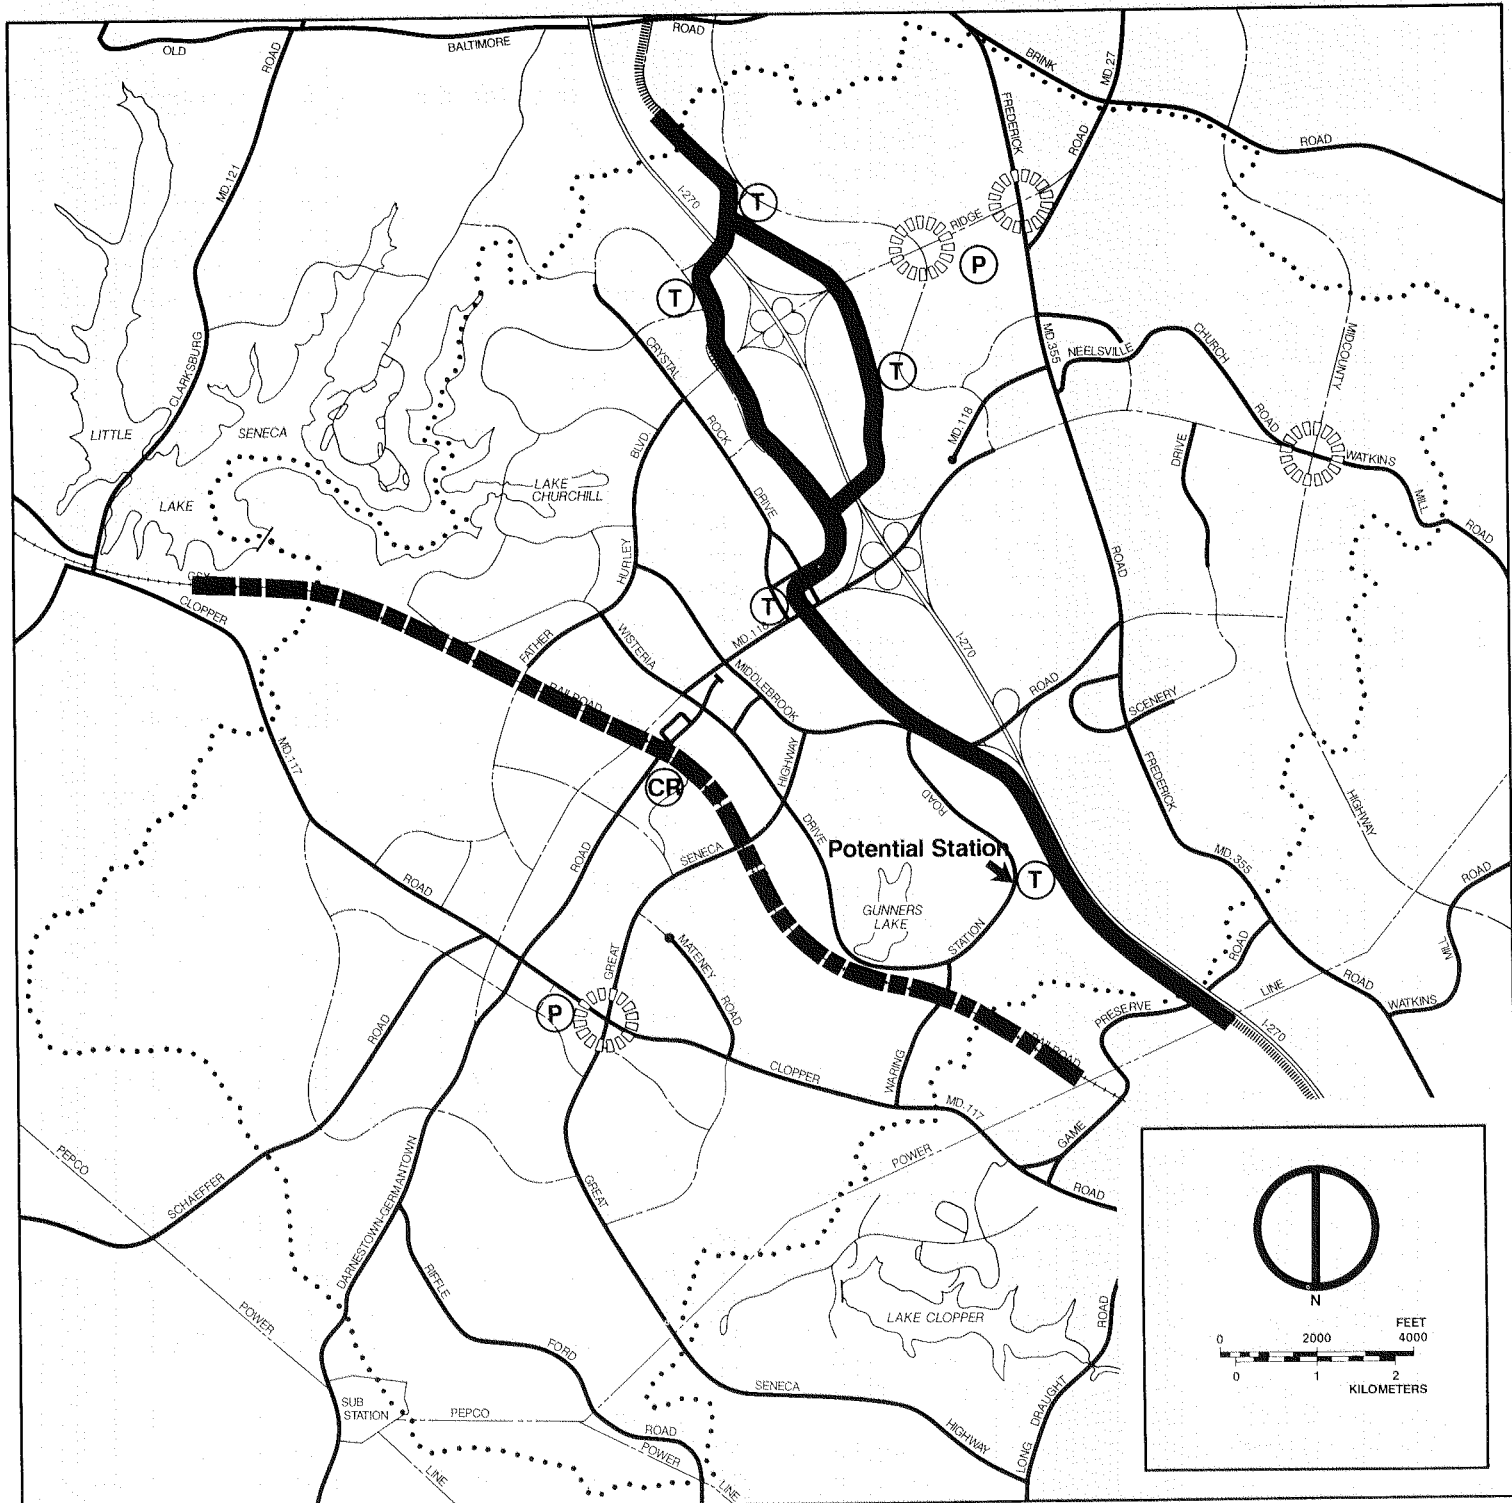 OLD
ROAD
BALTIMORE
ROAD
BRINK
MD.27
ROAD
ROAD
FREDERICK
MD.121
I-270
T
RIDGE
P
T
CLARKSBURG
CRYSTAL
MD.355
NEELSVILLE
CHURCH
MIDCOUNTY
T
LITTLE
SENECA
LAKE
BLVD
ROCK
MD.118
ROAD
DRIVE
WATKINS
MILL
ROAD
LAKE
CHURCHILL
DRIVE
HURLEY
ROAD
CSX
CLOPPER
T
FATHER
WISTERIA
MD.118
I-270
MIDDLEBROOK
ROAD
SCENERY
RAILROAD
MD.117
HIGHWAY
FREDERICK
CR
ROAD
HIGHWAY
DRIVE
Potential Station
T
SENECA
ROAD
ROAD
MD.355
ROAD
GUNNERS
LAKE
STATION
MATENEY
ROAD
GREAT
ROAD
MILL
LINE
ROAD
WATKINS
P
PRESERVE
I-270
ROAD
RAILROAD
CLOPPER
WARING
MD.117
GAME
POWER
ROAD
PEPCO
SCHAEFFER
DARNESTOWN-GERMANTOWN
GREAT
RIFFLE
POWER
LAKE CLOPPER
ROAD
FORD
SENECA
HIGHWAY
DRAUGHT
LONG
SUB
STATION
PEPCO
ROAD
POWER
LINE
LINE
N
FEET
0 2000 4000
0 1 2
KILOMETERS